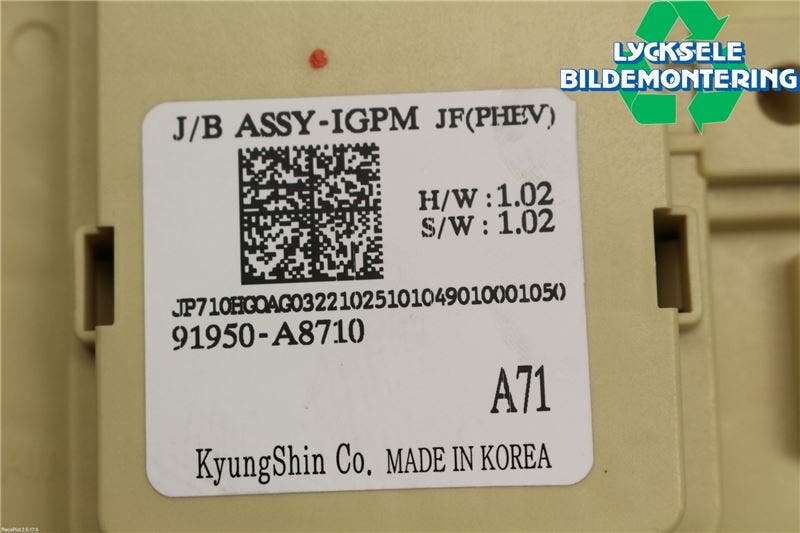 LYCKSELE
BILDEMONTERING
J/B ASSY-IGPM JF(PHEV)
H/W : 1.02
S/W : 1.02
JP710HGOAG03221025101049010001050
91950-A8710
A71
KyungShin Co. MADE IN KOREA